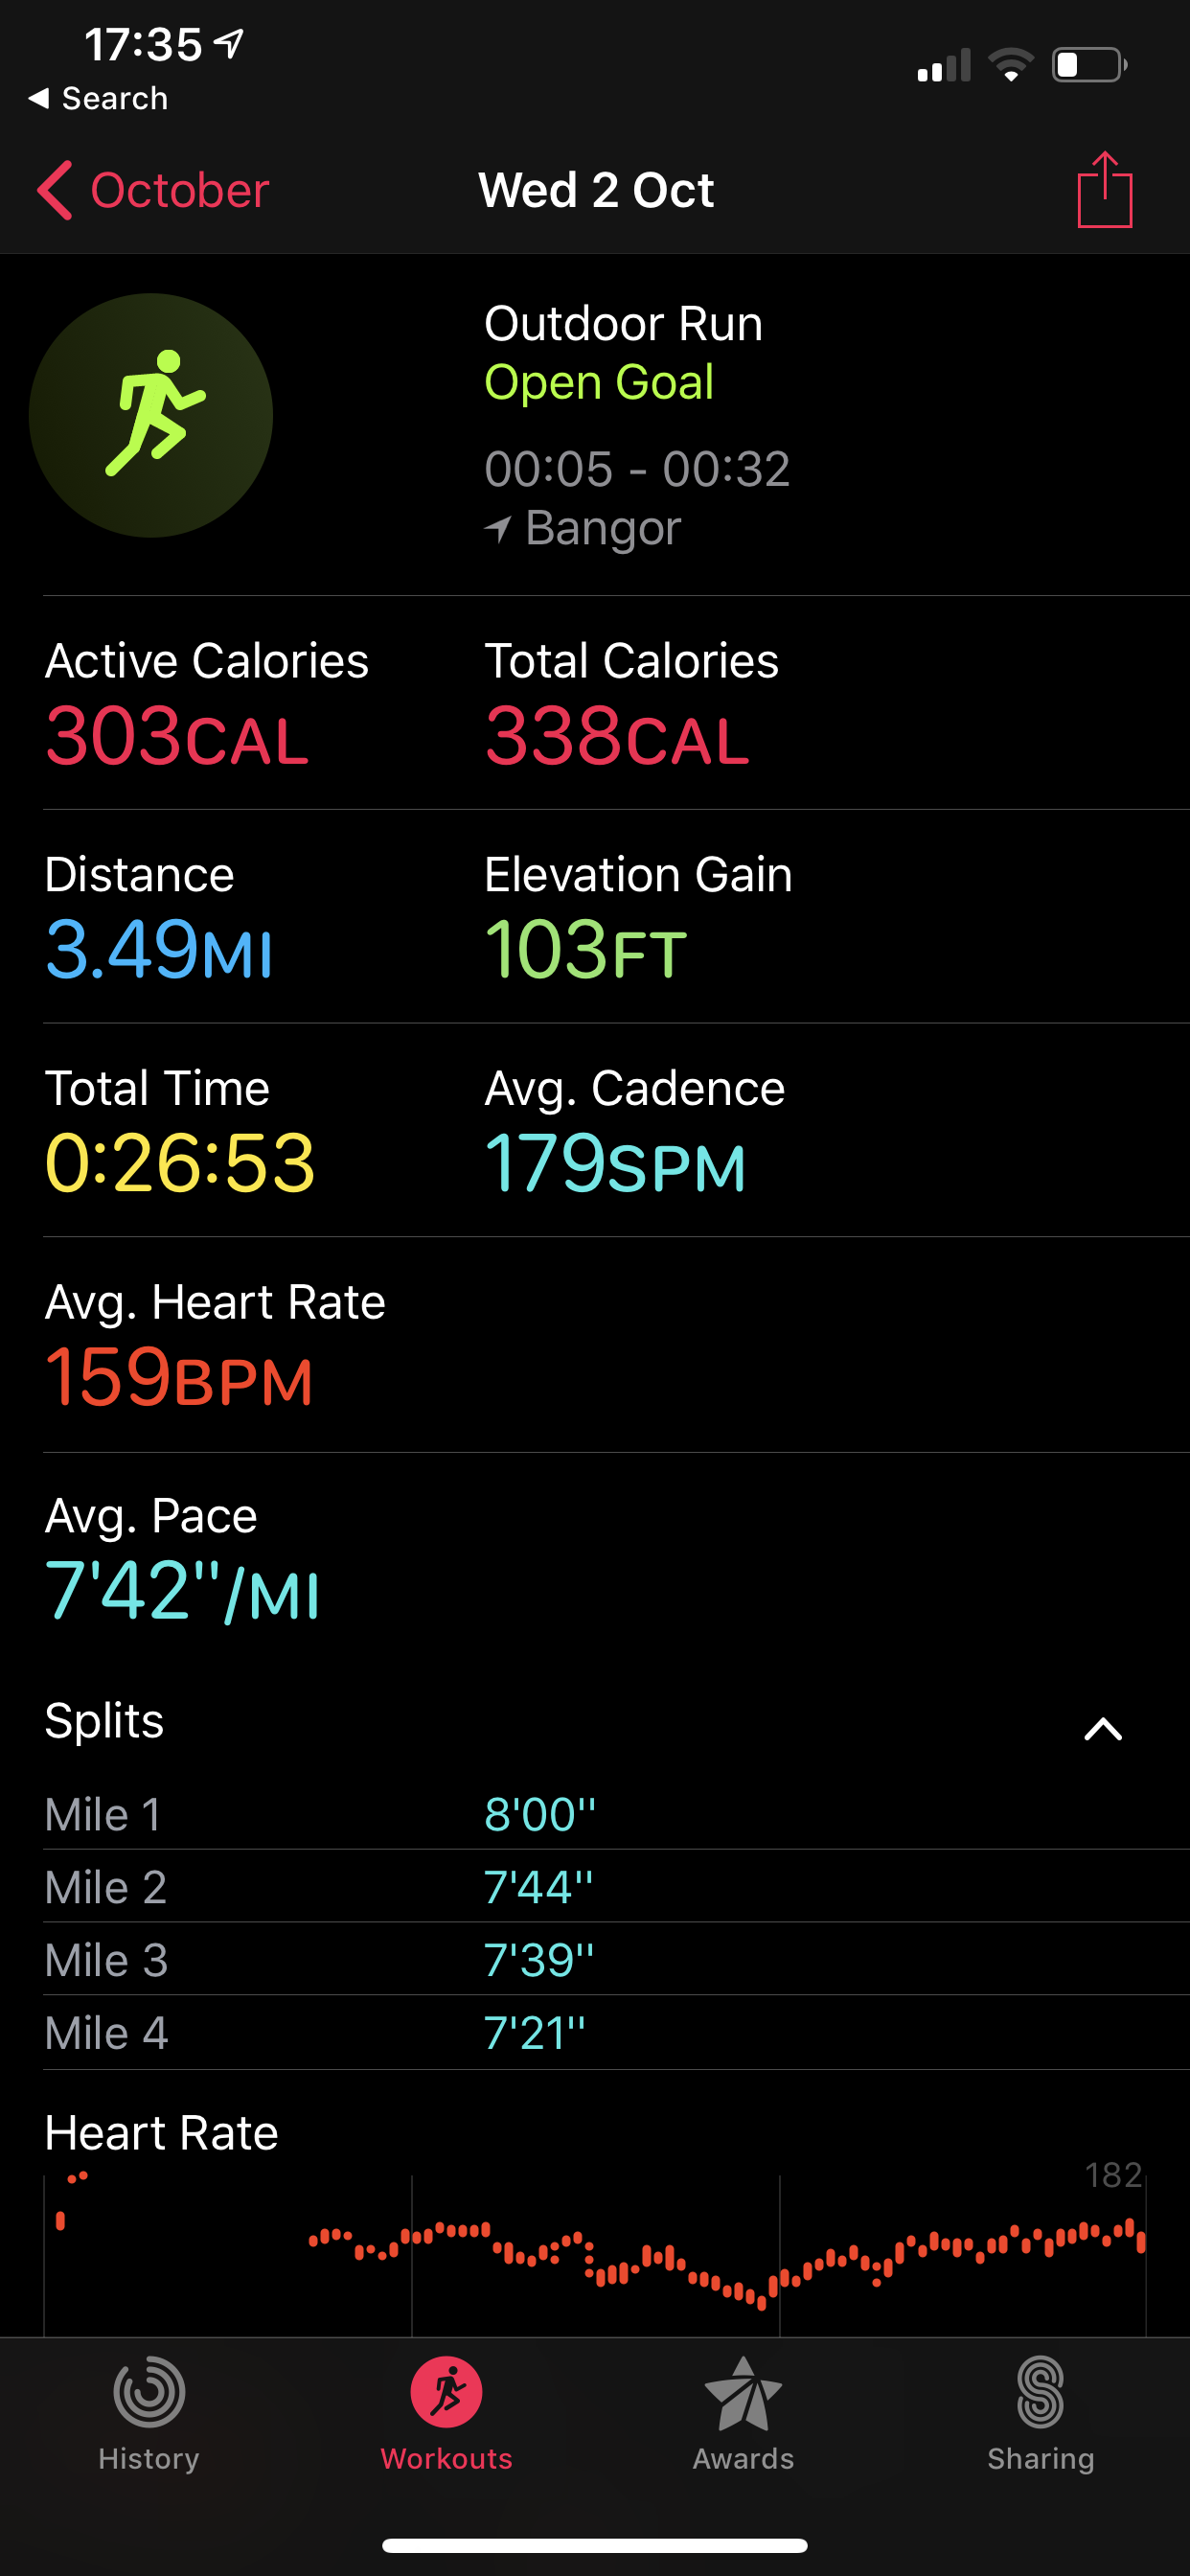 17:35
Search
October
Wed 2 Oct
Outdoor Run
Open Goal
00:05 - 00:32
Bangor
Active Calories
Total Calories
303CAL
338CAL
Distance
Elevation Gain
3.49MI
103FT
Total Time
Avg. Cadence
0:26:53
179SPM
Avg. Heart Rate
159BPM
Avg. Pace
7'42"/MI
Splits
Mile 1 8'00"
Mile 2 7'44"
Mile 3 7'39"
Mile 4 7'21"
Heart Rate
182
History
Workouts
Awards
Sharing